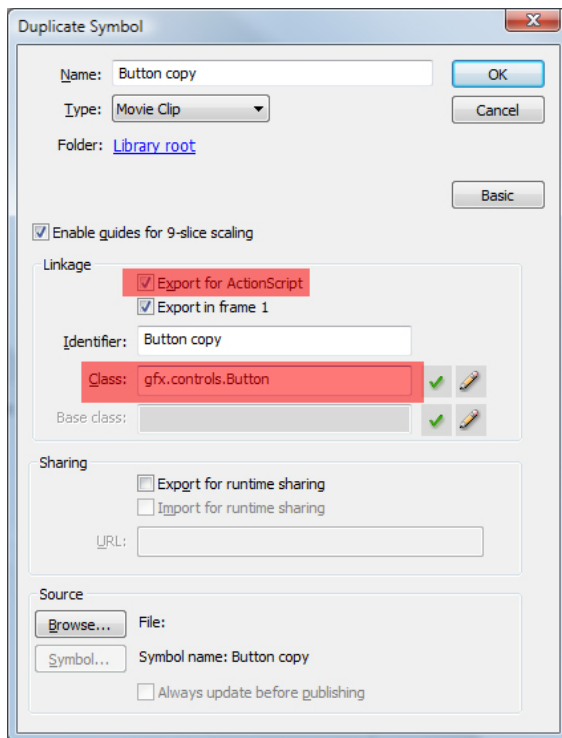 Duplicate Symbol
Name: Button copy
OK
Type: Movie Clip
Cancel
Folder: Library root
Basic
Enable guides for 9-slice scaling
Linkage
Export for ActionScript
Export in frame 1
Identifier: Button copy
Class: gfx.controls.Button
Base class:
Sharing
Export for runtime sharing
Import for runtime sharing
URL:
Source
Browse... File:
Symbol... Symbol name: Button copy
Always update before publishing